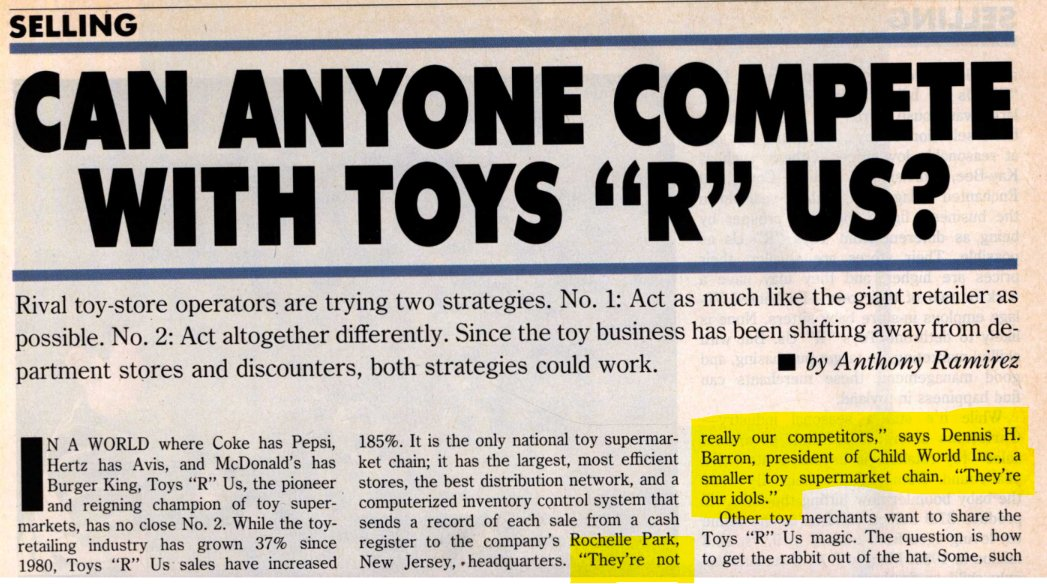 SELLING
CAN ANYONE COMPETE
WITH TOYS “R” US?
Rival toy-store operators are trying two strategies. No. 1: Act as much like the giant retailer as
possible. No. 2: Act altogether differently. Since the toy business has been shifting away from de-
partment stores and discounters, both strategies could work.
■ by Anthony Ramirez
IN A WORLD where Coke has Pepsi,
Hertz has Avis, and McDonald’s has
Burger King, Toys “R” Us, the pioneer
and reigning champion of toy super-
markets, has no close No. 2. While the toy-
retailing industry has grown 37% since
1980, Toys “R” Us sales have increased
185%. It is the only national toy supermar-
ket chain; it has the largest, most efficient
stores, the best distribution network, and a
computerized inventory control system that
sends a record of each sale from a cash
register to the company’s Rochelle Park,
New Jersey, headquarters. “They’re not
really our competitors,” says Dennis H.
Barron, president of Child World Inc., a
smaller toy supermarket chain. “They’re
our idols.”
Other toy merchants want to share the
Toys “R” Us magic. The question is how
to get the rabbit out of the hat. Some, such